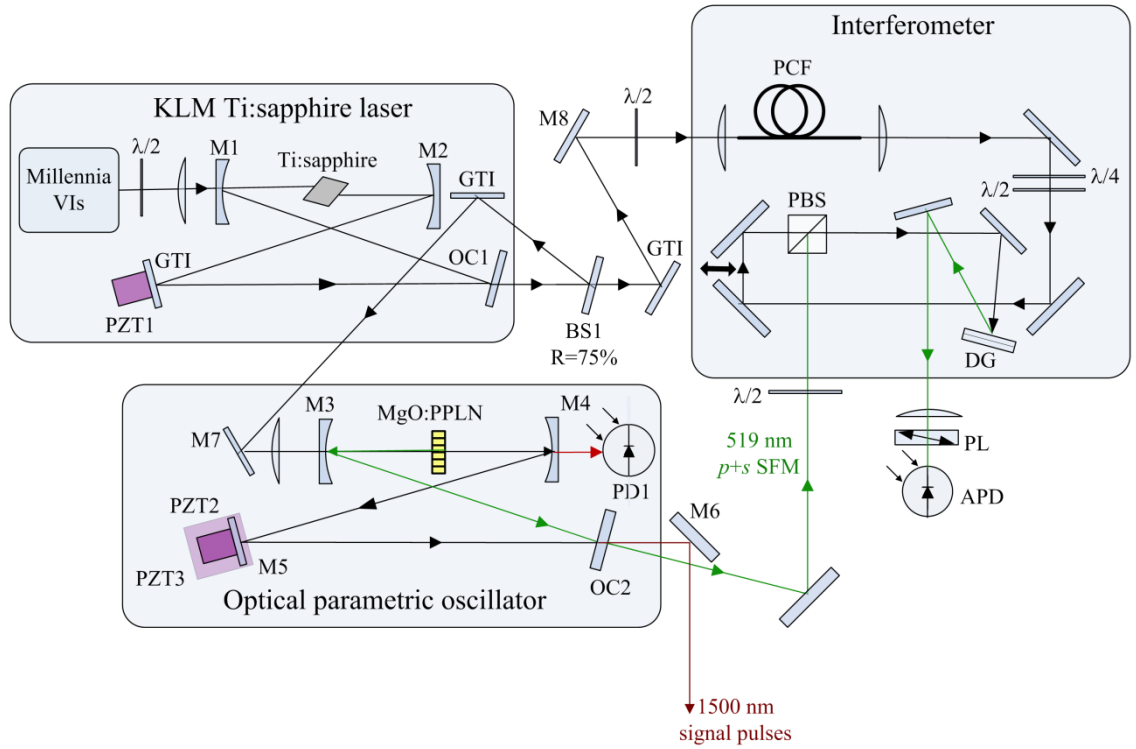 Interferometer
PCF
KLM Ti:sapphire laser
M8
λ/2
λ/2
M1
Ti:sapphire
M2
GTI
Millennia
VIs
λ/4
λ/2
PBS
GTI
OC1
GTI
PZT1
BS1
R=75%
DG
λ/2
M3
MgO:PPLN
M4
M7
519 nm
p+s SFM
PL
PD1
APD
PZT2
M6
PZT3
M5
OC2
Optical parametric oscillator
1500 nm
signal pulses